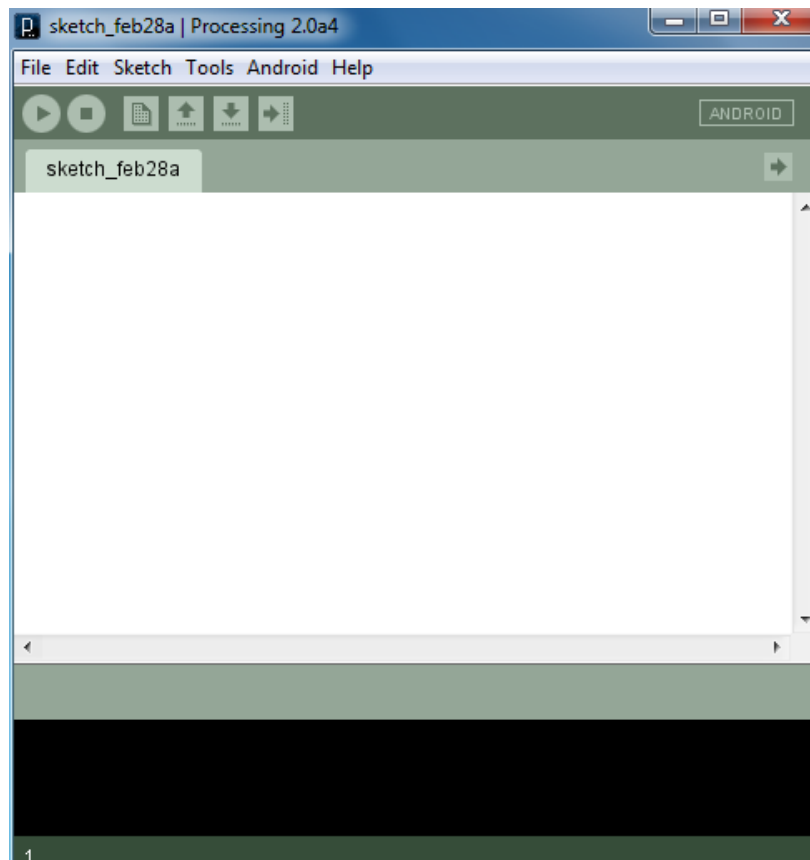 sketch_feb28a | Processing 2.0a4
File Edit Sketch Tools Android Help
ANDROID
sketch_feb28a
1